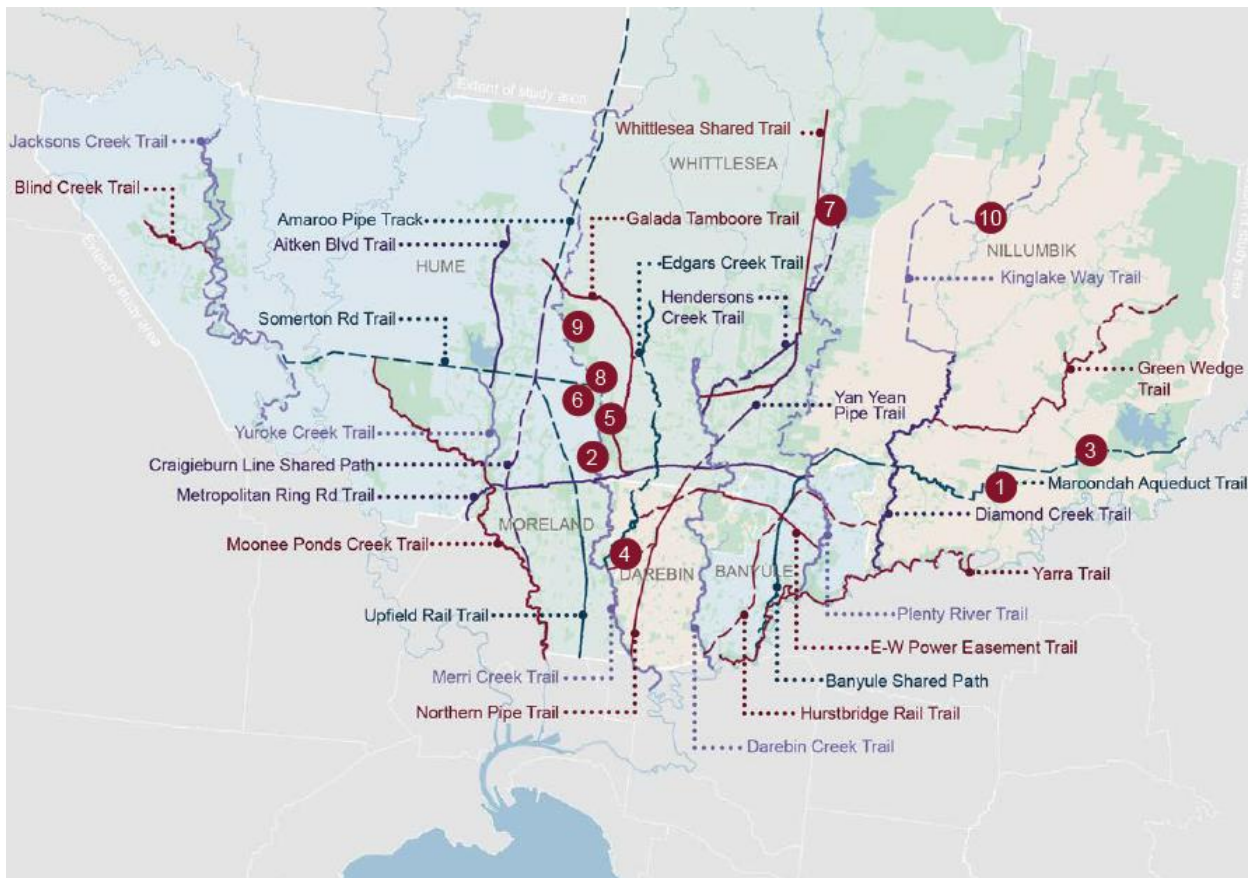 Extent of study area
Whittlesea Shared Trail
Jacksons Creek Trail
WHITTLESEA
Blind Creek Trail
7
10
Amaroo Pipe Track
Galada Tamboore Trail
Aitken Blvd Trail
NILLUMBIK
Extent of study area
HUME
Edgars Creek Trail
Kinglake Way Trail
Hendersons
Creek Trail
Somerton Rd Trail
9
8
Green Wedge
Trail
6
Yan Yean
Pipe Trail
5
Yuroke Creek Trail
2
3
Craigieburn Line Shared Path
1
Maroondah Aqueduct Trail
Metropolitan Ring Rd Trail
Diamond Creek Trail
MORELAND
Moonee Ponds Creek Trail
4
DAREBIN
BANYULE
Yarra Trail
Upfield Rail Trail
Plenty River Trail
E-W Power Easement Trail
Merri Creek Trail
Banyule Shared Path
Northern Pipe Trail
Hurstbridge Rail Trail
Darebin Creek Trail